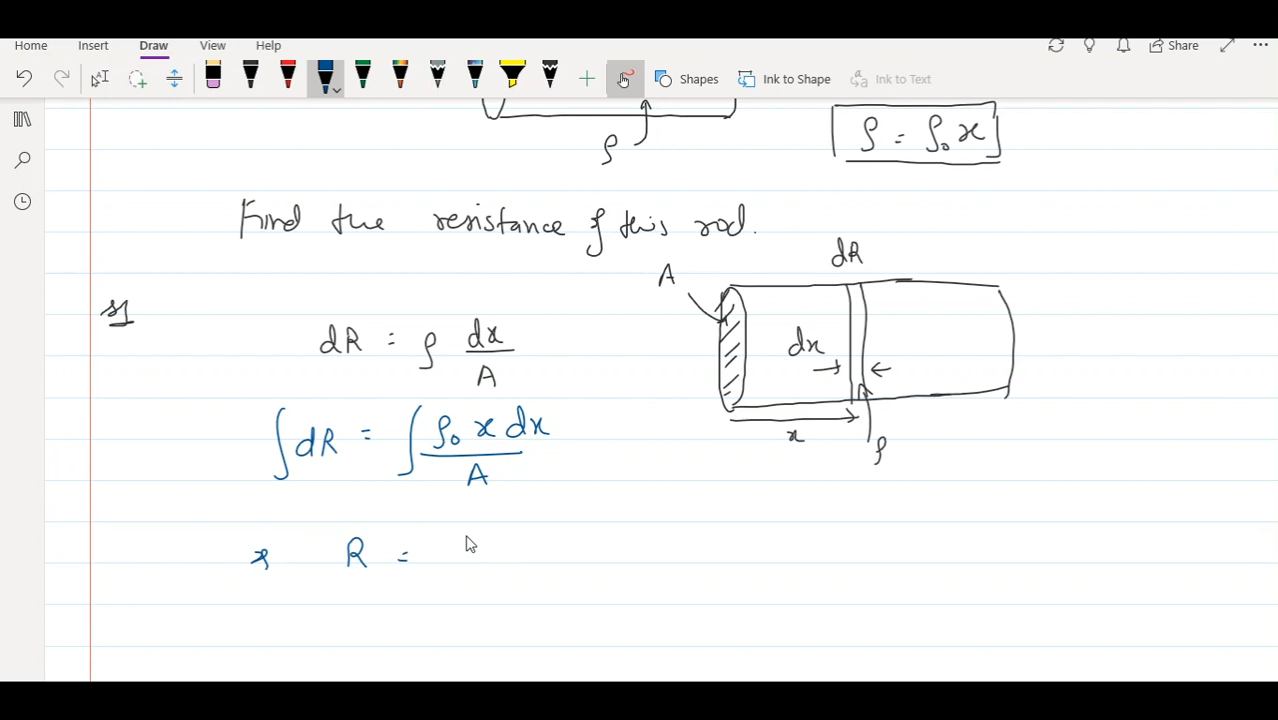 Home Insert Draw View Help Share
Shapes Ink to Shape Ink to Text
ρ
ρ = ρ₀ x
Find the resistance of this rod.
dR
A
dR = ρ dx/A
dx
∫dR = ∫ρ₀ x dx/A
x
ρ
R =